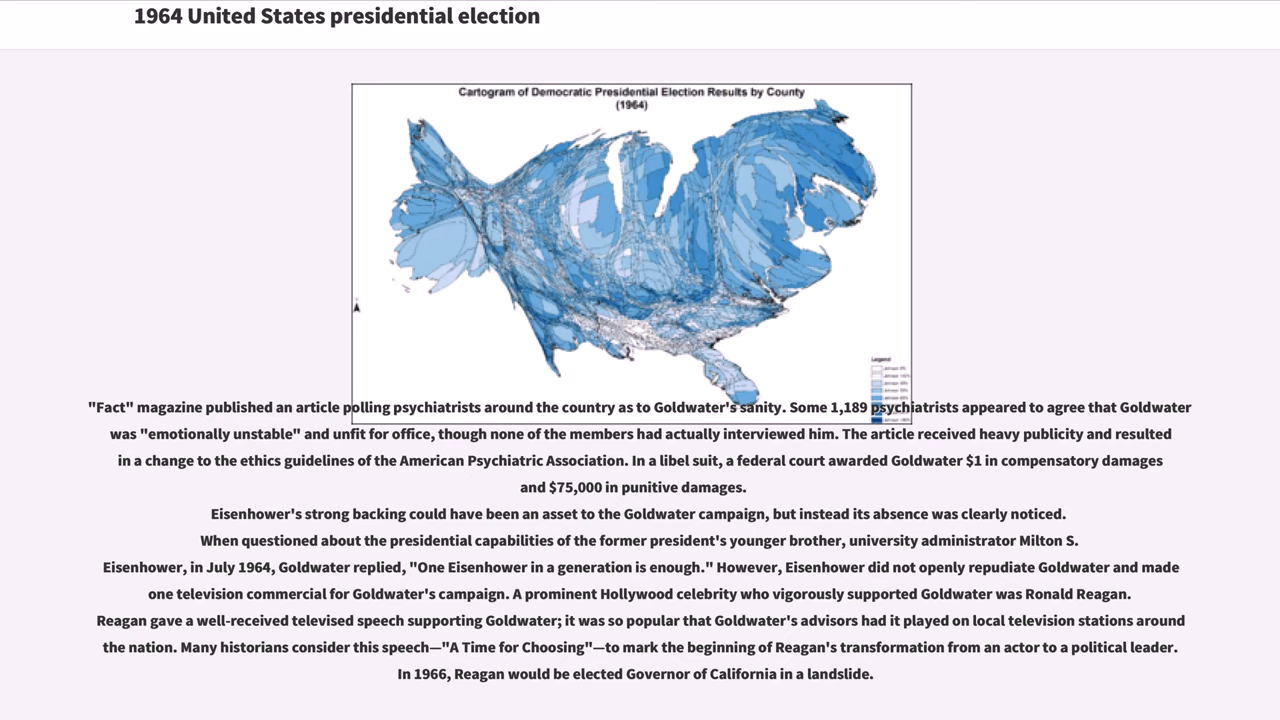 1964 United States presidential election
Cartogram of Democratic Presidential Election Results by County
(1964)
Legend
"Fact" magazine published an article polling psychiatrists around the country as to Goldwater's sanity. Some 1,189 psychiatrists appeared to agree that Goldwater
was "emotionally unstable" and unfit for office, though none of the members had actually interviewed him. The article received heavy publicity and resulted
in a change to the ethics guidelines of the American Psychiatric Association. In a libel suit, a federal court awarded Goldwater $1 in compensatory damages
and $75,000 in punitive damages.
Eisenhower's strong backing could have been an asset to the Goldwater campaign, but instead its absence was clearly noticed.
When questioned about the presidential capabilities of the former president's younger brother, university administrator Milton S.
Eisenhower, in July 1964, Goldwater replied, "One Eisenhower in a generation is enough." However, Eisenhower did not openly repudiate Goldwater and made
one television commercial for Goldwater's campaign. A prominent Hollywood celebrity who vigorously supported Goldwater was Ronald Reagan.
Reagan gave a well-received televised speech supporting Goldwater; it was so popular that Goldwater's advisors had it played on local television stations around
the nation. Many historians consider this speech—"A Time for Choosing"—to mark the beginning of Reagan's transformation from an actor to a political leader.
In 1966, Reagan would be elected Governor of California in a landslide.